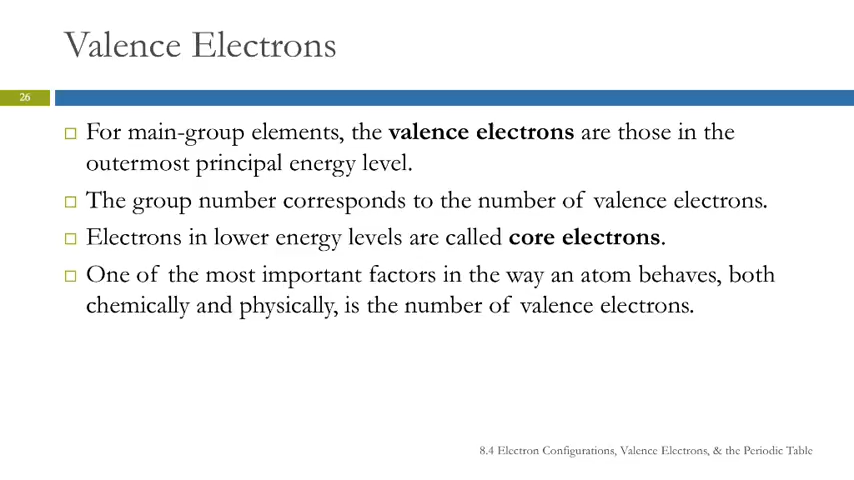 Valence Electrons
26
For main-group elements, the valence electrons are those in the
outermost principal energy level.
The group number corresponds to the number of valence electrons.
Electrons in lower energy levels are called core electrons.
One of the most important factors in the way an atom behaves, both
chemically and physically, is the number of valence electrons.
8.4 Electron Configurations, Valence Electrons, & the Periodic Table